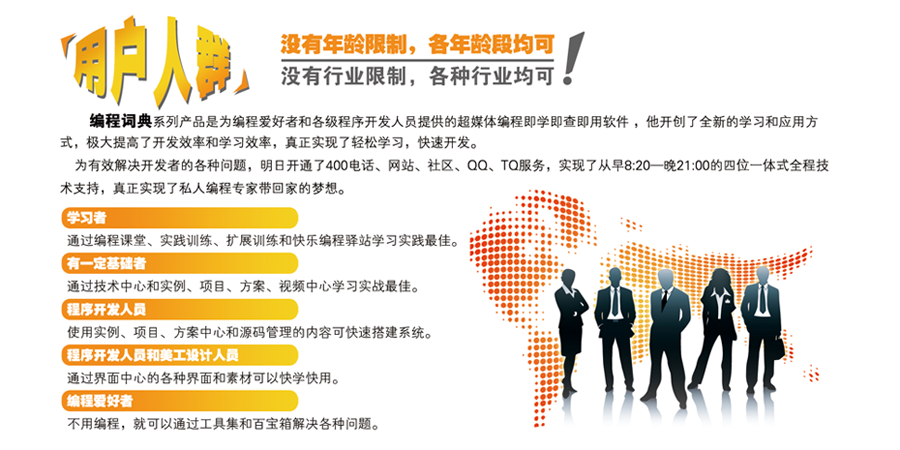 「用户人群」
没有年龄限制，各年龄段均可
没有行业限制，各种行业均可！
编程词典系列产品是为编程爱好者和各级程序开发人员提供的超媒体编程即学即查即用软件，他开创了全新的学习和应用方
式，极大提高了开发效率和学习效率，真正实现了轻松学习，快速开发。
为有效解决开发者的各种问题，明日开通了400电话、网站、社区、QQ、TQ服务，实现了从早8:20—晚21:00的四位一体式全程技
术支持，真正实现了私人编程专家带回家的梦想。
学习者
通过编程课堂、实践训练、扩展训练和快乐编程驿站学习实践最佳。
有一定基础者
通过技术中心和实例、项目、方案、视频中心学习实战最佳。
程序开发人员
使用实例、项目、方案中心和源码管理的内容可快速搭建系统。
程序开发人员和美工设计人员
通过界面中心的各种界面和素材可以快学快用。
编程爱好者
不用编程，就可以通过工具集和百宝箱解决各种问题。